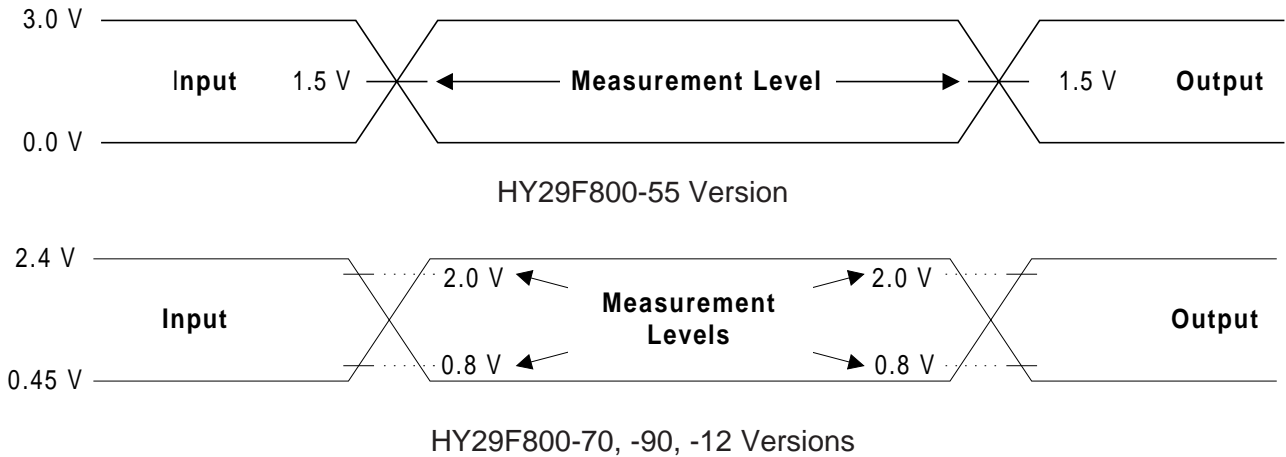 3.0 V
Input 1.5 V Measurement Level 1.5 V Output
0.0 V
HY29F800-55 Version
2.4 V
2.0 V 2.0 V
Input Measurement Levels Output
0.8 V 0.8 V
0.45 V
HY29F800-70, -90, -12 Versions